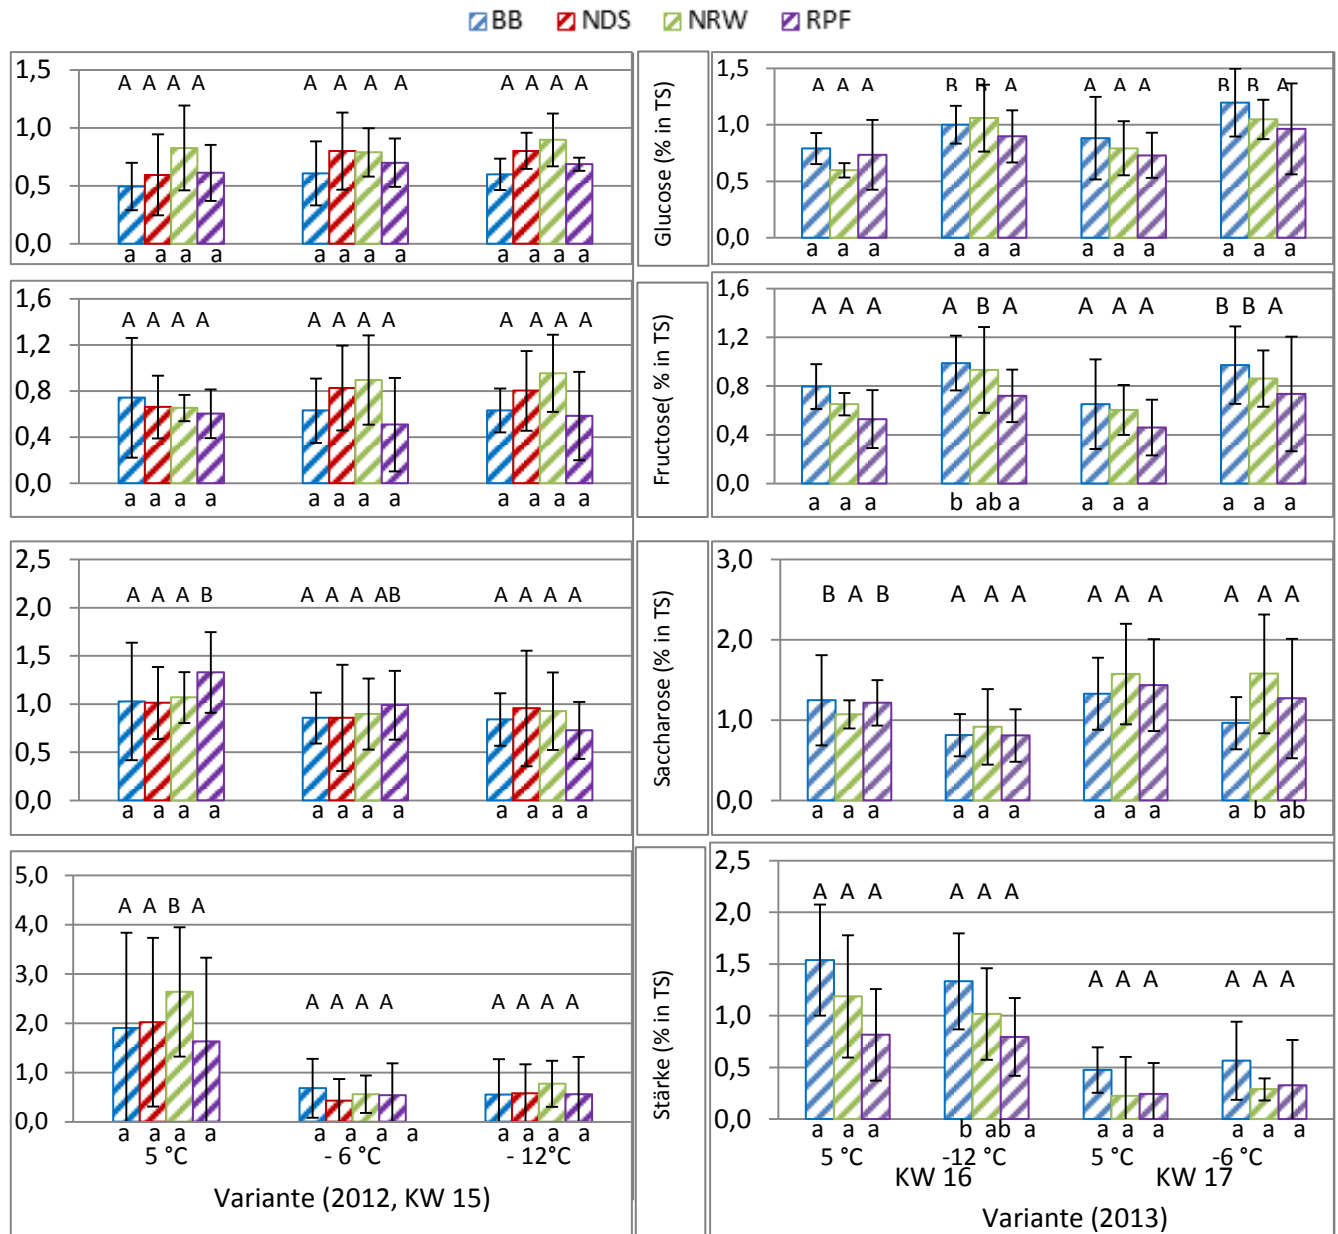 BB NDS NRW RPF
1,5
1,0
0,5
0,0
A A A A A A A A A A A A
a a a a a a a a a a a a
Glucose (% in TS)
1,5
1,0
0,5
0,0
A A A B B A A A A B B A
a a a a a a a a a a a a
1,6
1,2
0,8
0,4
0,0
A A A A A A A A A A A A
a a a a a a a a a a a a
Fructose( % in TS)
1,6
1,2
0,8
0,4
0,0
A A A A B A A A A B B A
a a a b ab a a a a a a a
2,5
2,0
1,5
1,0
0,5
0,0
A A A B A A A AB A A A A
a a a a a a a a a a a a
Saccharose (% in TS)
3,0
2,0
1,0
0,0
B A B A A A A A A A A A
a a a a a a a a a a b ab
5,0
4,0
3,0
2,0
1,0
0,0
A A B A A A A A A A A A
a a a a a a a a a a a a
5 °C - 6 °C - 12°C
Variante (2012, KW 15)
Stärke (% in TS)
2,5
2,0
1,5
1,0
0,5
0,0
A A A A A A A A A A A A
a a a b ab a a a a a a a
5 °C -12 °C 5 °C -6 °C
KW 16 KW 17
Variante (2013)